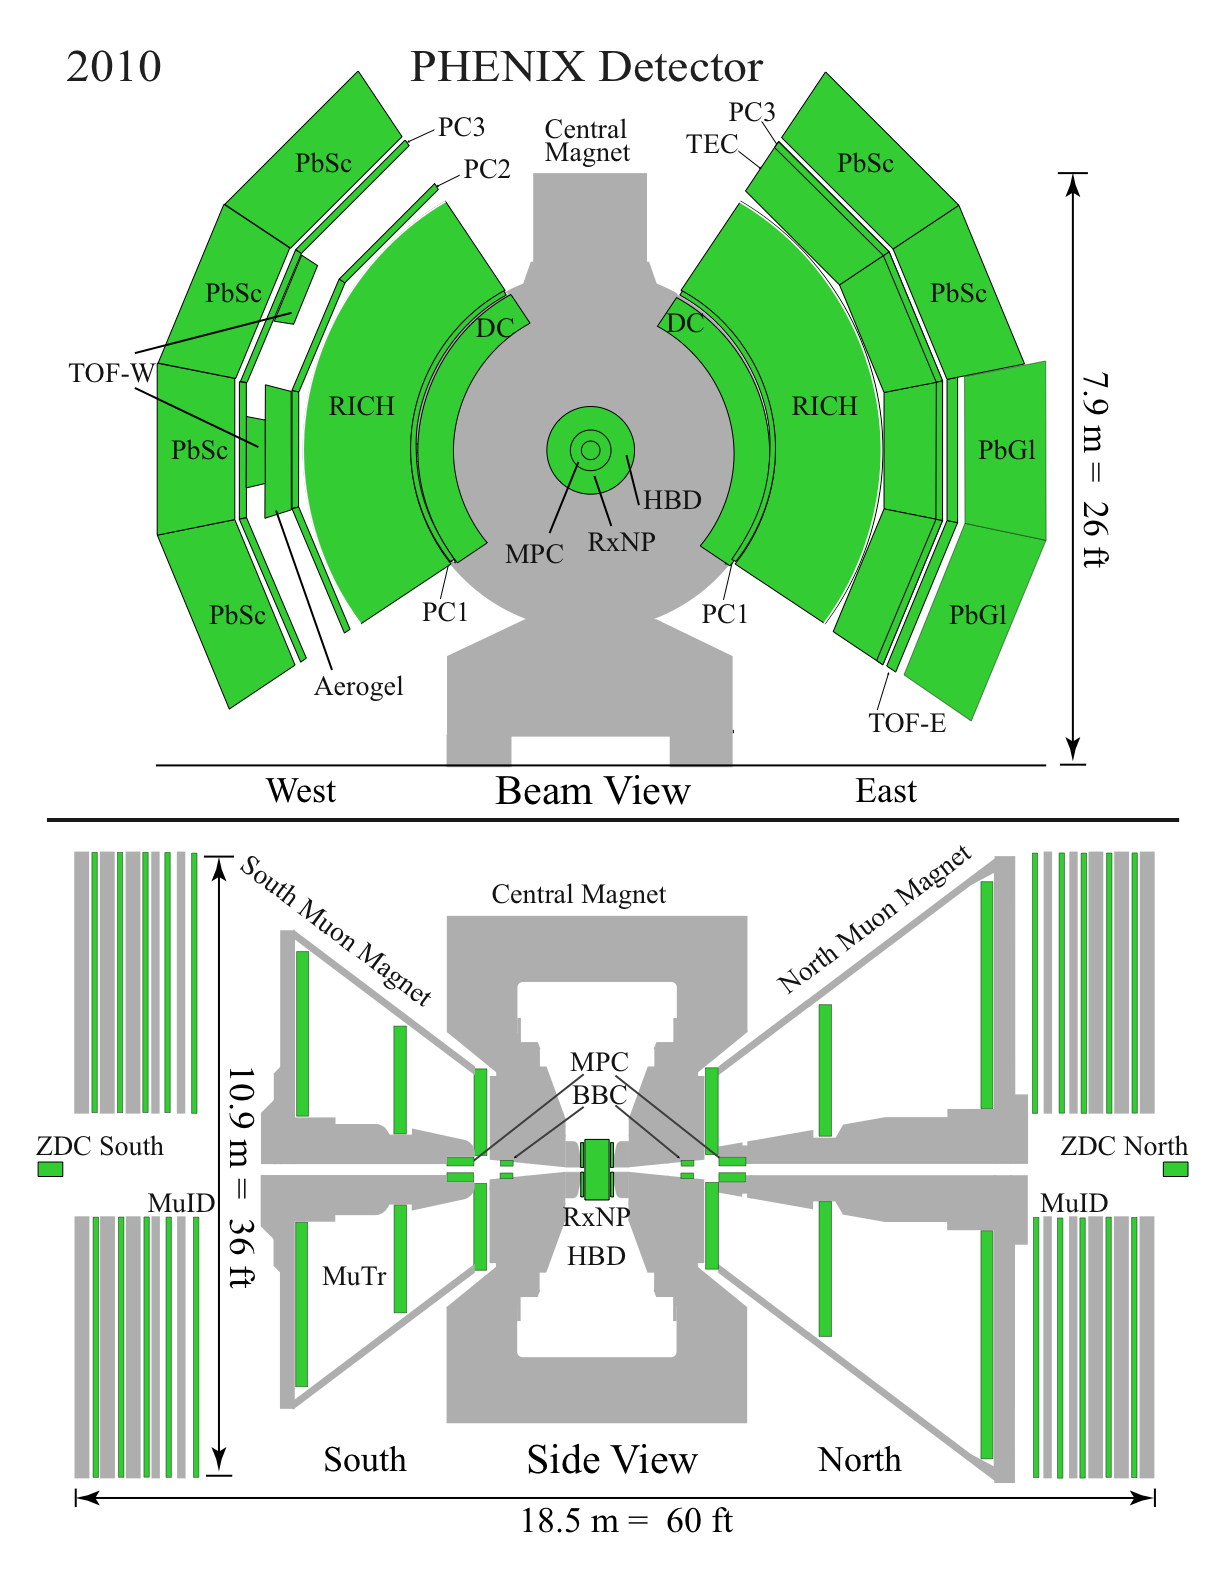 2010
PHENIX Detector
PC3
PC2
Central
Magnet
PC3
TEC
PbSc
PbSc
PbSc
PbSc
TOF-W
DC
DC
RICH
RICH
PbSc
PbGl
HBD
RxNP
MPC
PbSc
PC1
PC1
PbGl
Aerogel
TOF-E
7.9 m = 26 ft
West
Beam View
East
South Muon Magnet
Central Magnet
North Muon Magnet
MPC
BBC
ZDC South
ZDC North
MuID
MuID
10.9 m = 36 ft
RxNP
HBD
MuTr
South
Side View
North
18.5 m = 60 ft